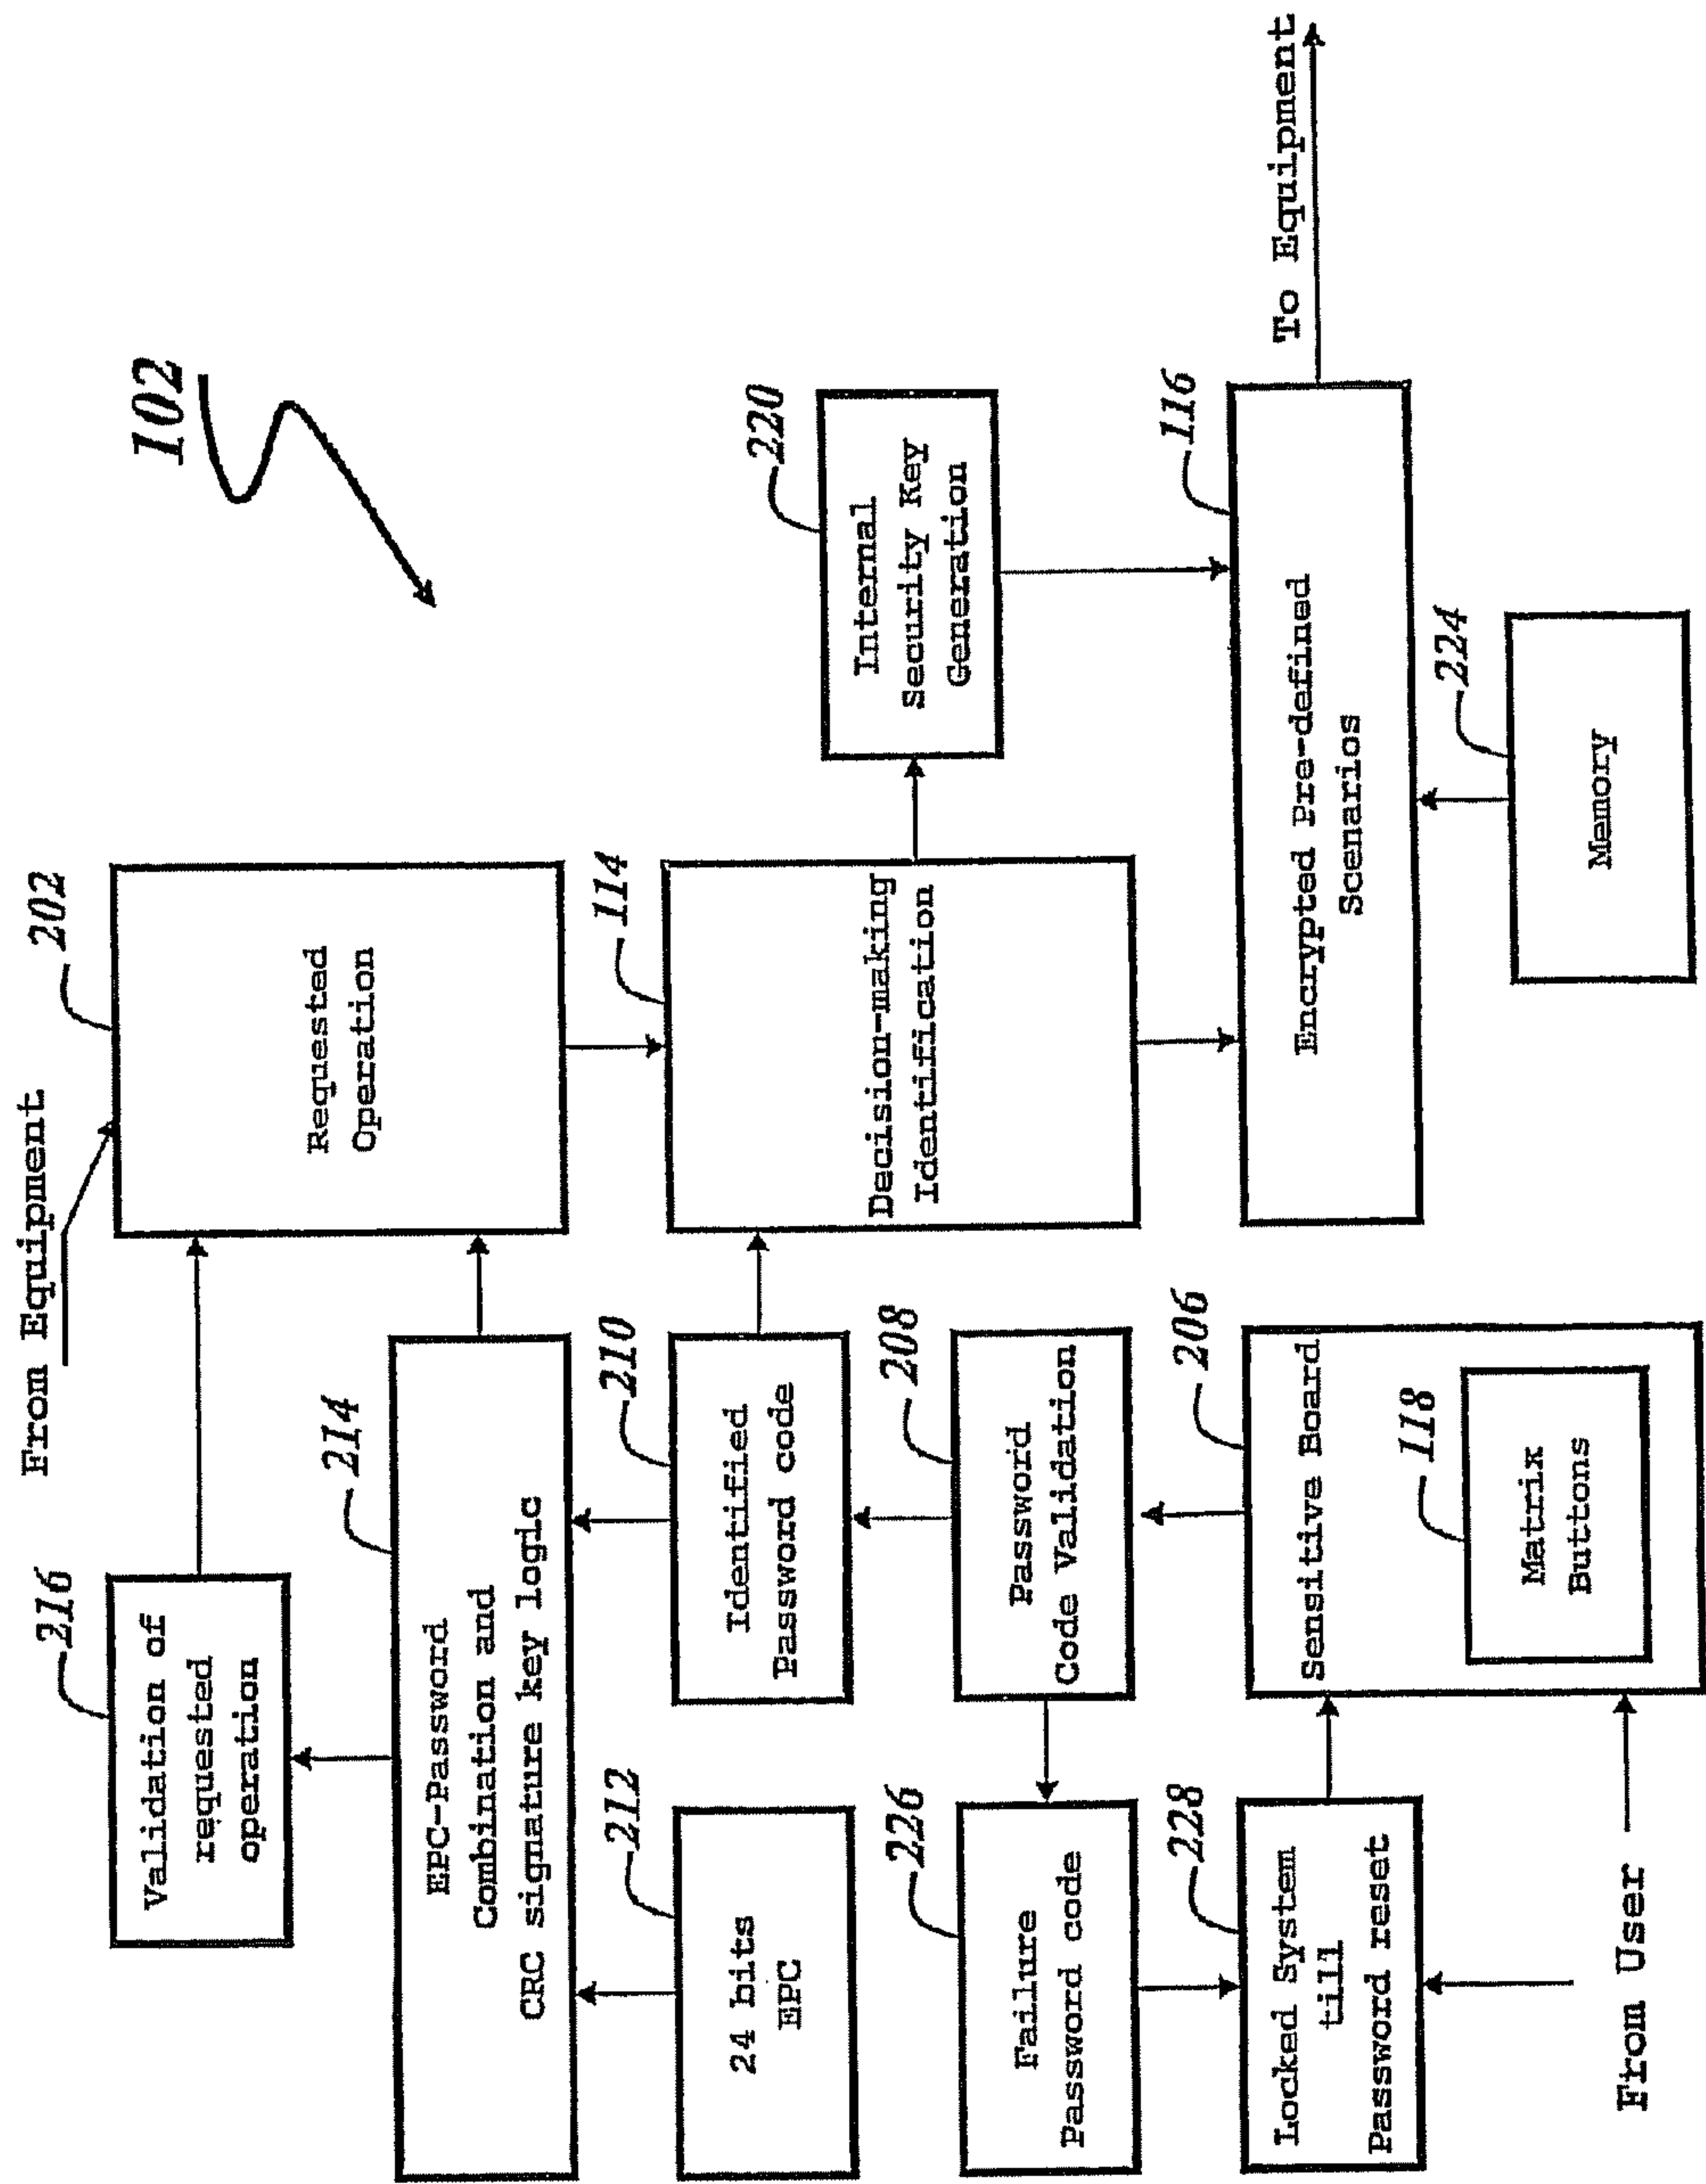 102
From Equipment
202
Requested
Operation
216
Validation of
requested
operation
214
EPC-Password
Combination and
CRC signature key logic
114
Decision-making
Identification
210
Identified
Password code
212
24 bits
EPC
220
Internal
Security Key
Generation
208
Password
Code Validation
226
Failure
Password code
116
Encrypted Pre-defined
Scenarios
To Equipment
206
Sensitive Board
118
Matrix
Buttons
228
Locked System
till
Password reset
224
Memory
From User